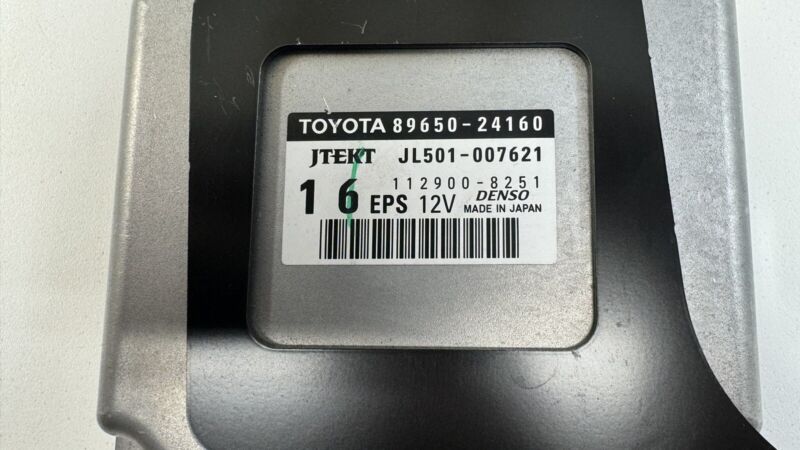 TOYOTA 89650-24160
JTEKT JL501-007621
112900-8251
16 EPS 12V DENSO
MADE IN JAPAN